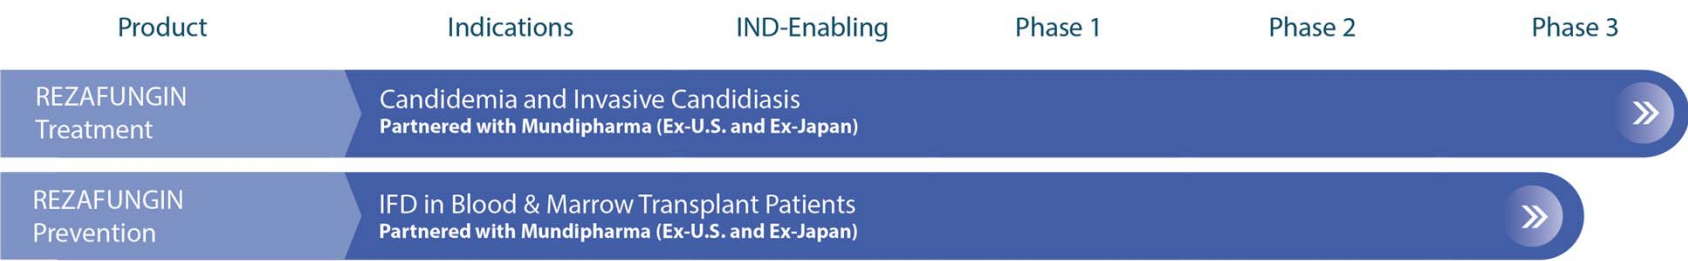 Product Indications IND-Enabling Phase 1 Phase 2 Phase 3
REZAFUNGIN
Treatment
Candidemia and Invasive Candidiasis
Partnered with Mundipharma (Ex-U.S. and Ex-Japan)
REZAFUNGIN
Prevention
IFD in Blood & Marrow Transplant Patients
Partnered with Mundipharma (Ex-U.S. and Ex-Japan)